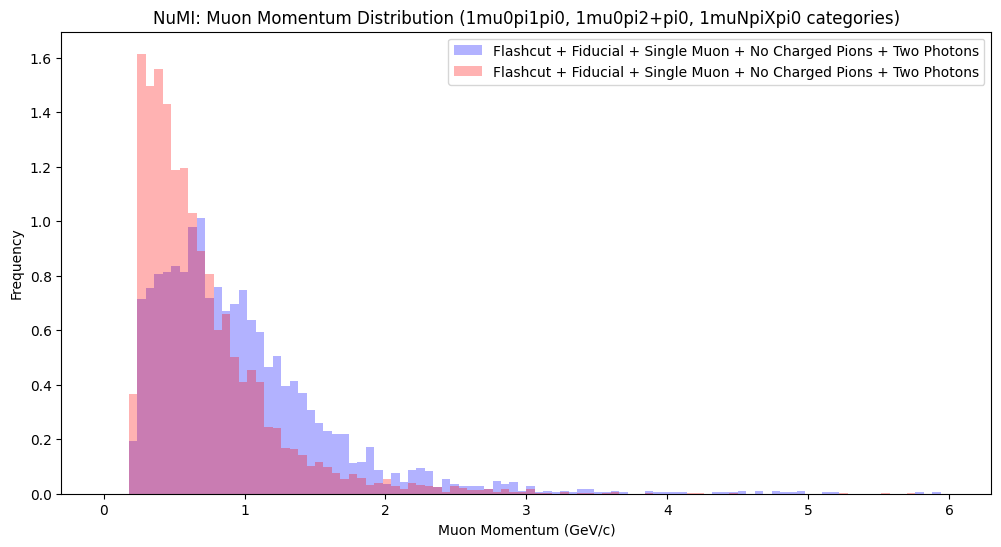 NuMI: Muon Momentum Distribution (1mu0pi1pi0, 1mu0pi2+pi0, 1muNpiXpi0 categories)
Flashcut + Fiducial + Single Muon + No Charged Pions + Two Photons
Flashcut + Fiducial + Single Muon + No Charged Pions + Two Photons
Frequency
1.6
1.4
1.2
1.0
0.8
0.6
0.4
0.2
0.0
0 1 2 3 4 5 6
Muon Momentum (GeV/c)